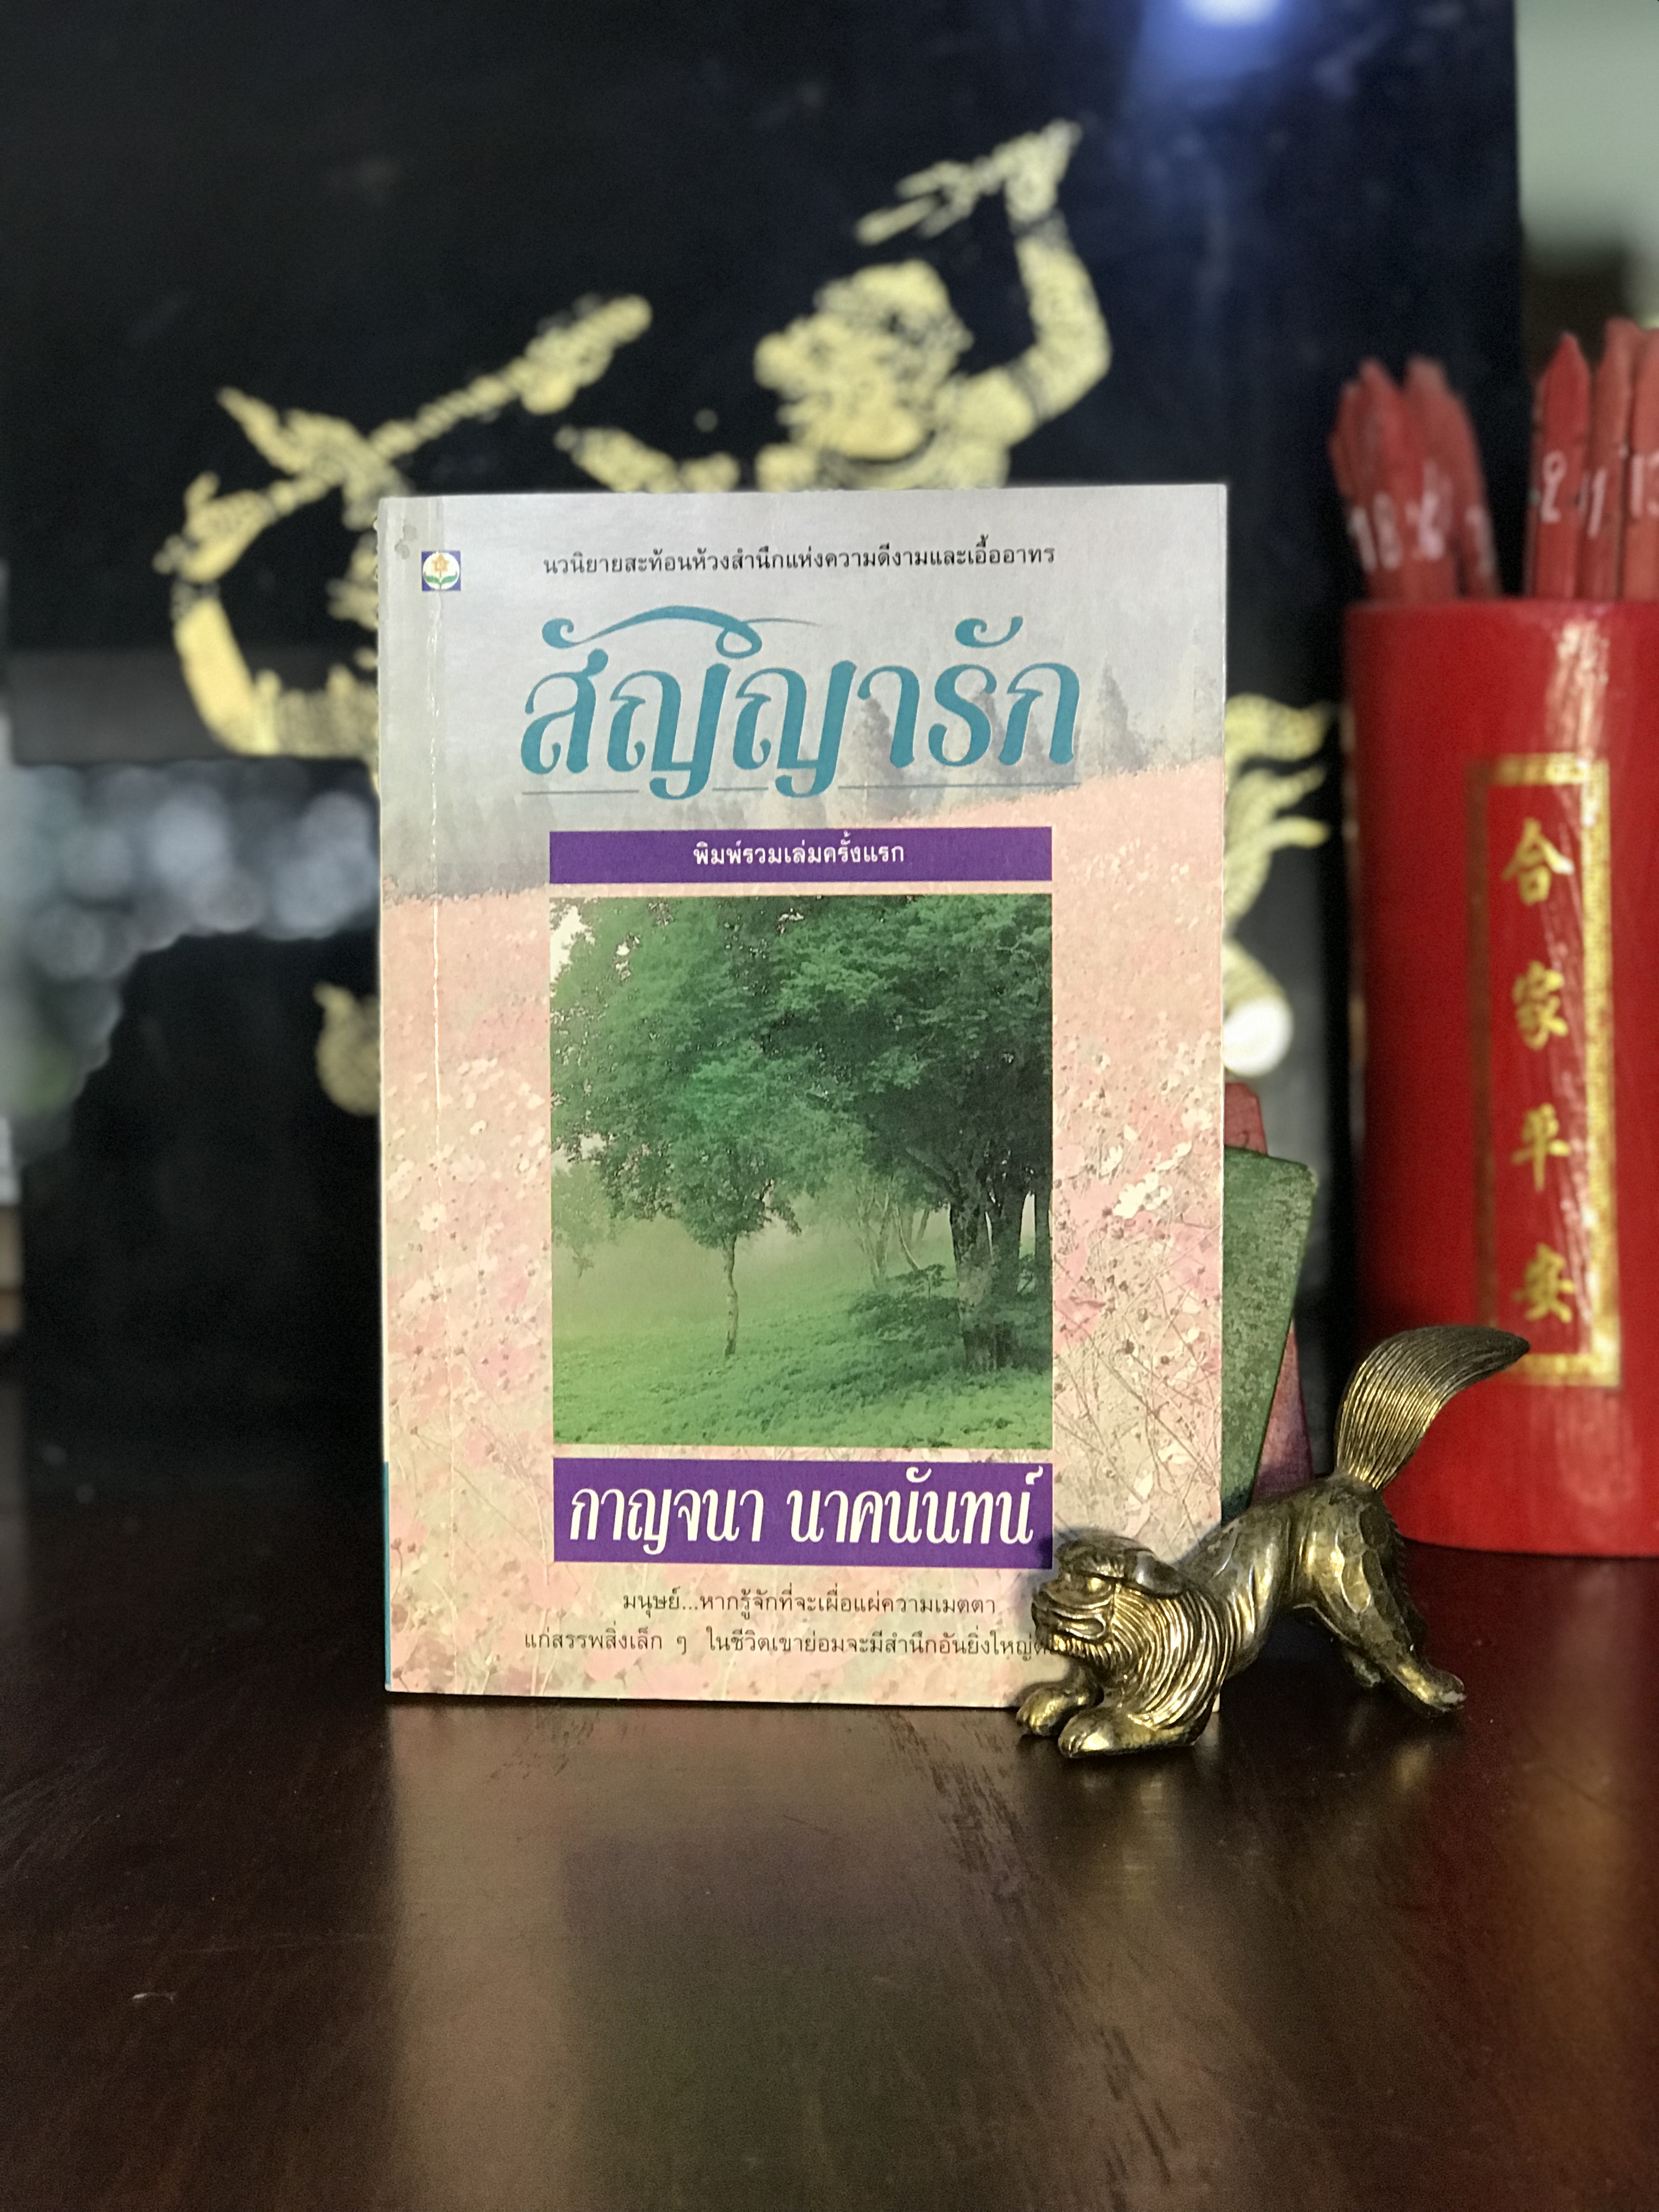 นวนิยายสะท้อนห้วงสำนึกแห่งความดีงามและเอื้ออาทร
สัญญารัก
พิมพ์รวมเล่มครั้งแรก
กาญจนา นาคนันทน์
มนุษย์...หากรู้จักที่จะเผื่อแผ่ความเมตตา
แก่สรรพสิ่งเล็ก ๆ ในชีวิตเขาย่อมจะมีสำนึกอันยิ่งใหญ่
合家平安